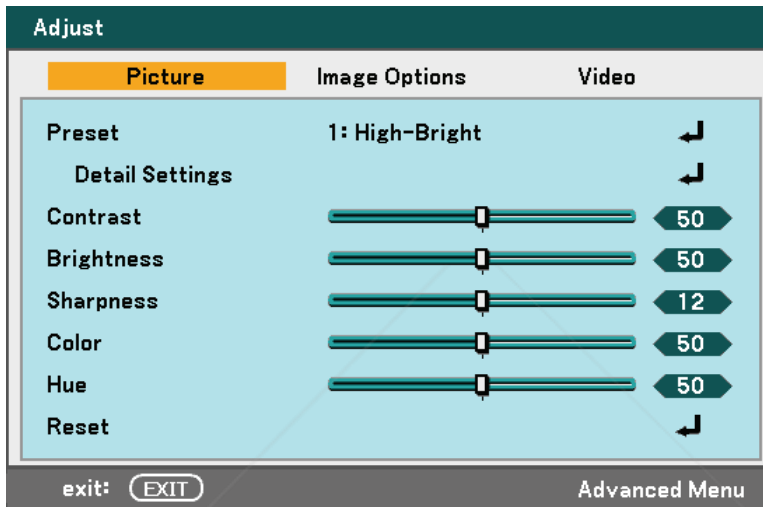 Adjust
Picture Image Options Video
Preset 1: High-Bright
Detail Settings
Contrast 50
Brightness 50
Sharpness 12
Color 50
Hue 50
Reset
exit: EXIT Advanced Menu